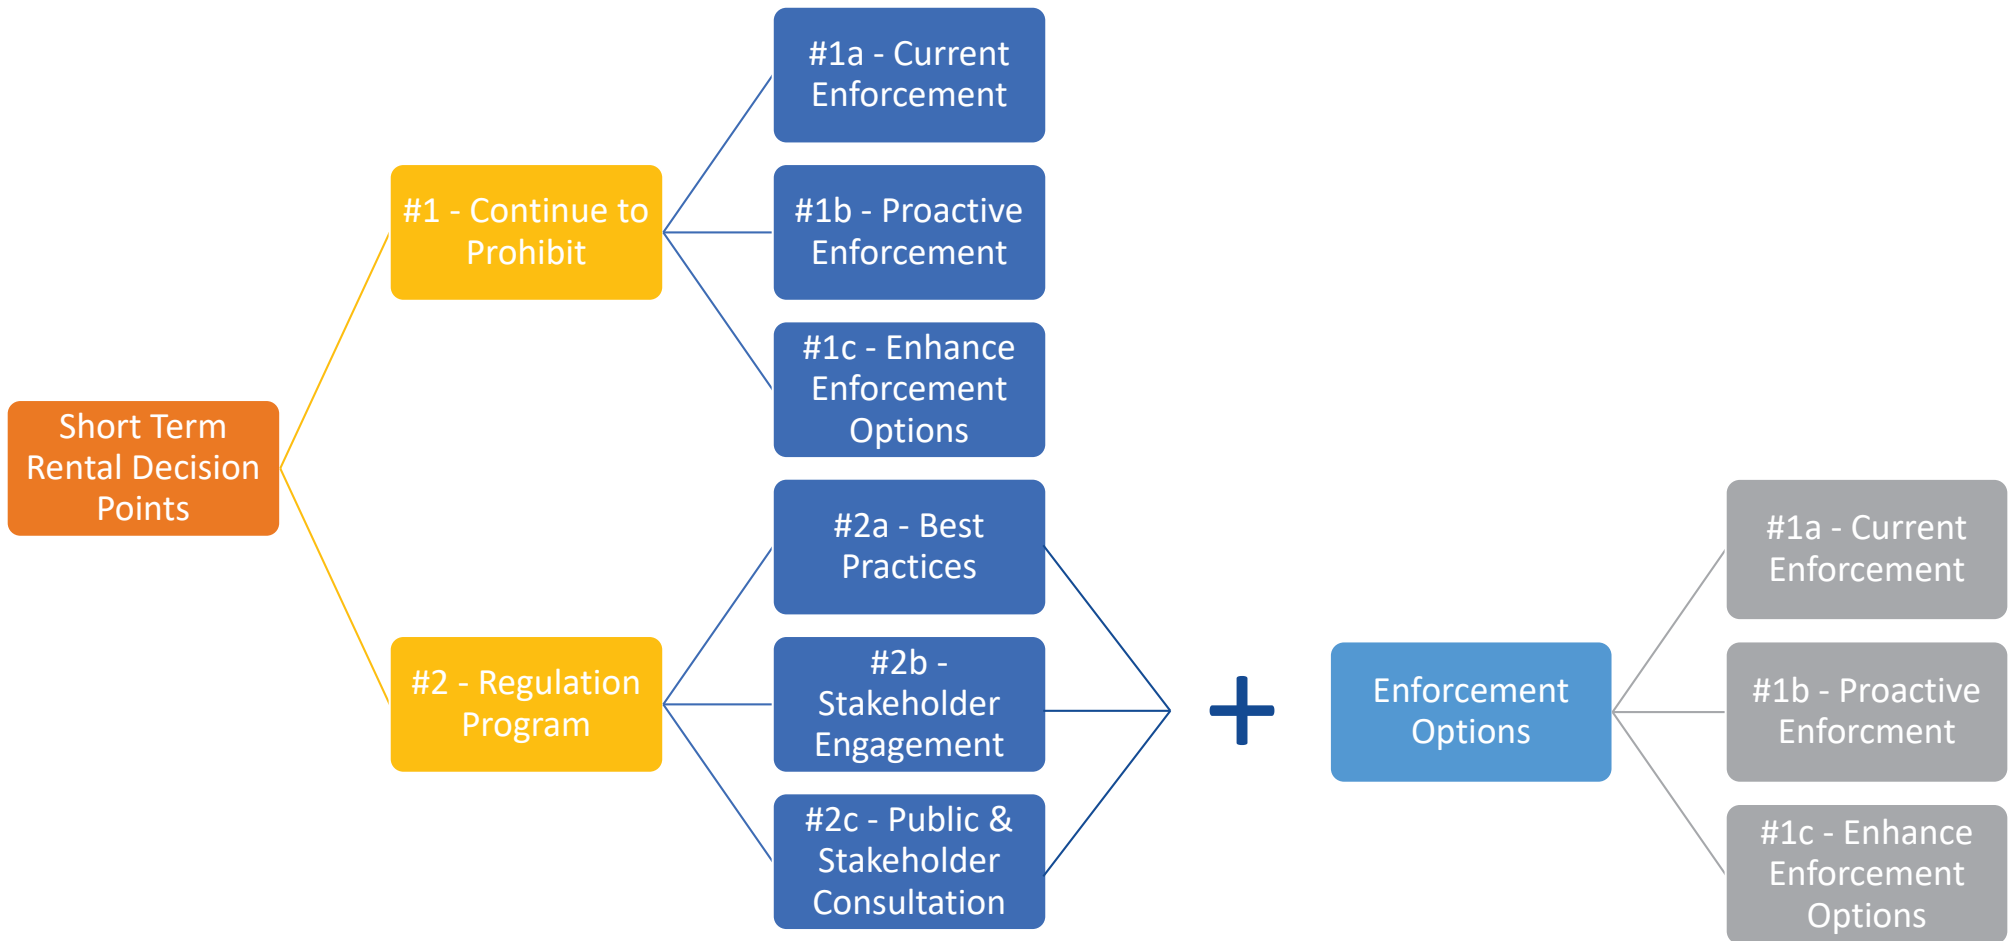 #1a - Current
Enforcement
#1 - Continue to
Prohibit
#1b - Proactive
Enforcement
#1c - Enhance
Enforcement
Options
Short Term
Rental Decision
Points
#2a - Best
Practices
#2 - Regulation
Program
#2b -
Stakeholder
Engagement
#2c - Public &
Stakeholder
Consultation
+
Enforcement
Options
#1a - Current
Enforcement
#1b - Proactive
Enforcment
#1c - Enhance
Enforcement
Options